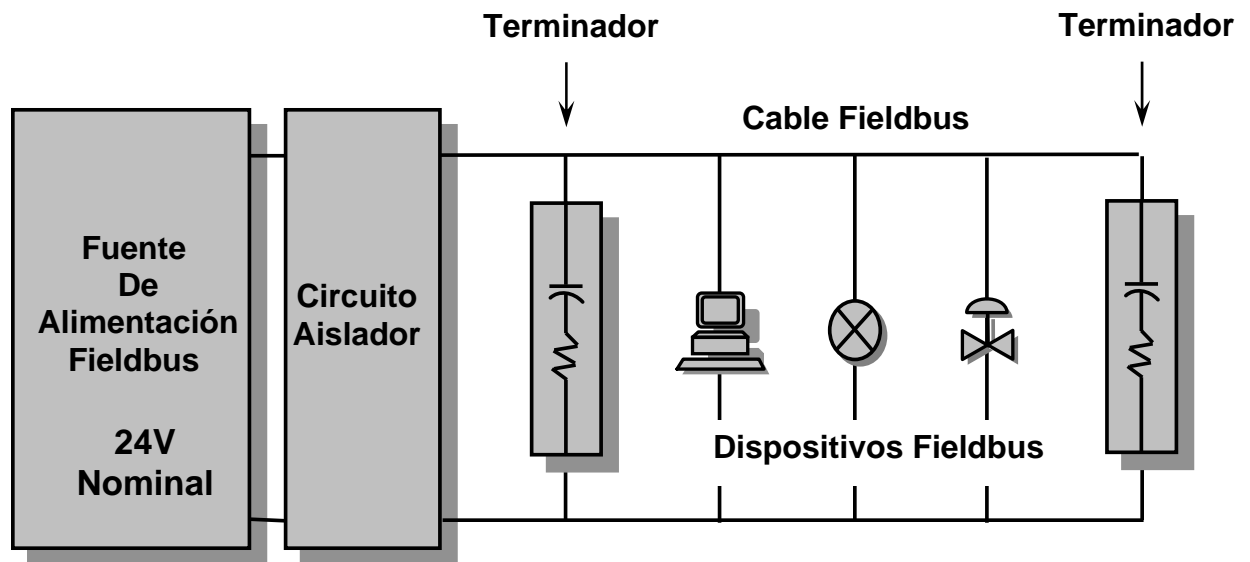 Terminador
Terminador
Cable Fieldbus
Fuente
De
Alimentación
Fieldbus
24V
Nominal
Circuito
Aislador
Dispositivos Fieldbus